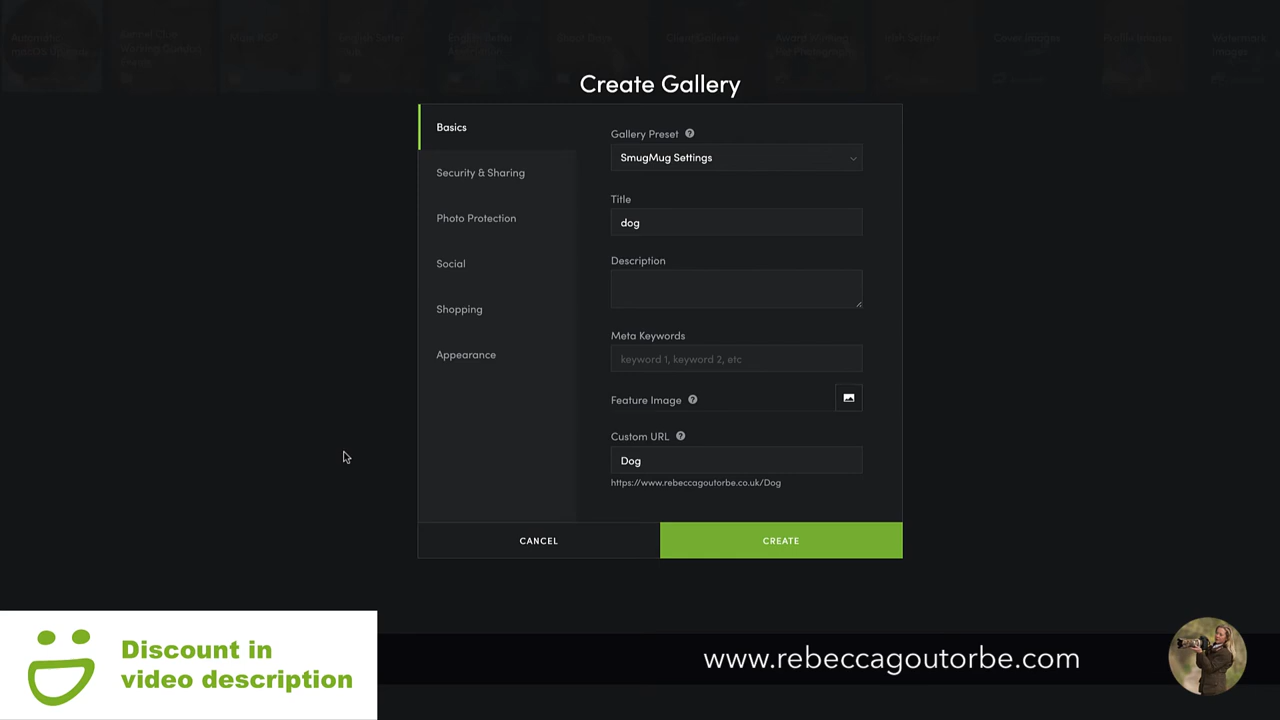 Create Gallery
Basics
Security & Sharing
Photo Protection
Social
Shopping
Appearance
Gallery Preset
SmugMug Settings
Title
dog
Description
Meta Keywords
keyword 1, keyword 2, etc
Feature Image
Custom URL
Dog
https://www.rebeccagoutorbe.co.uk/Dog
CANCEL
CREATE
Discount in
video description
www.rebeccagoutorbe.com